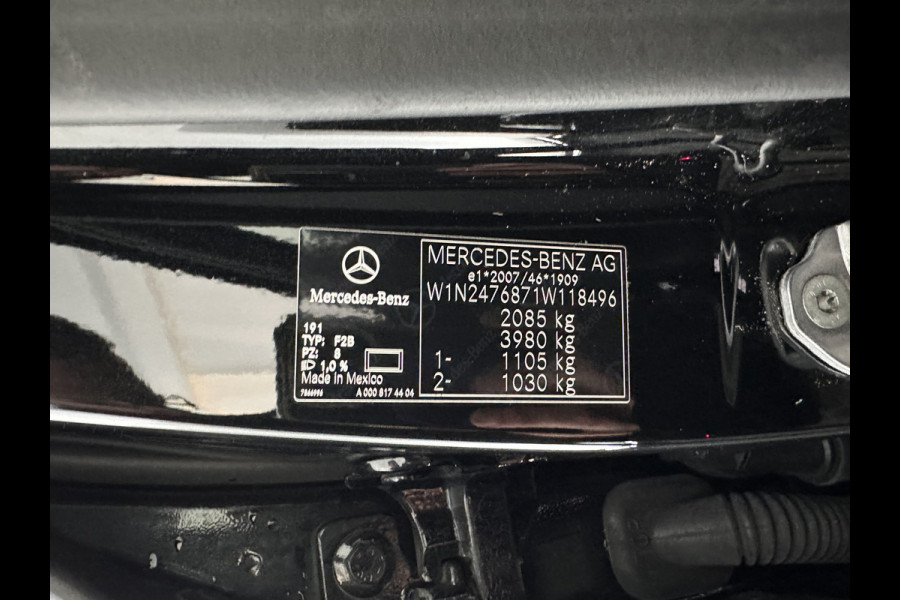 Mercedes-Benz
191
TYP: F2B
PZ: 8
1,0 %
Made in Mexico
7866996
A 000 817 44 04
MERCEDES-BENZ AG
e1*2007/46*1909
W1N2476871W118496
2085 kg
3980 kg
1- 1105 kg
2- 1030 kg